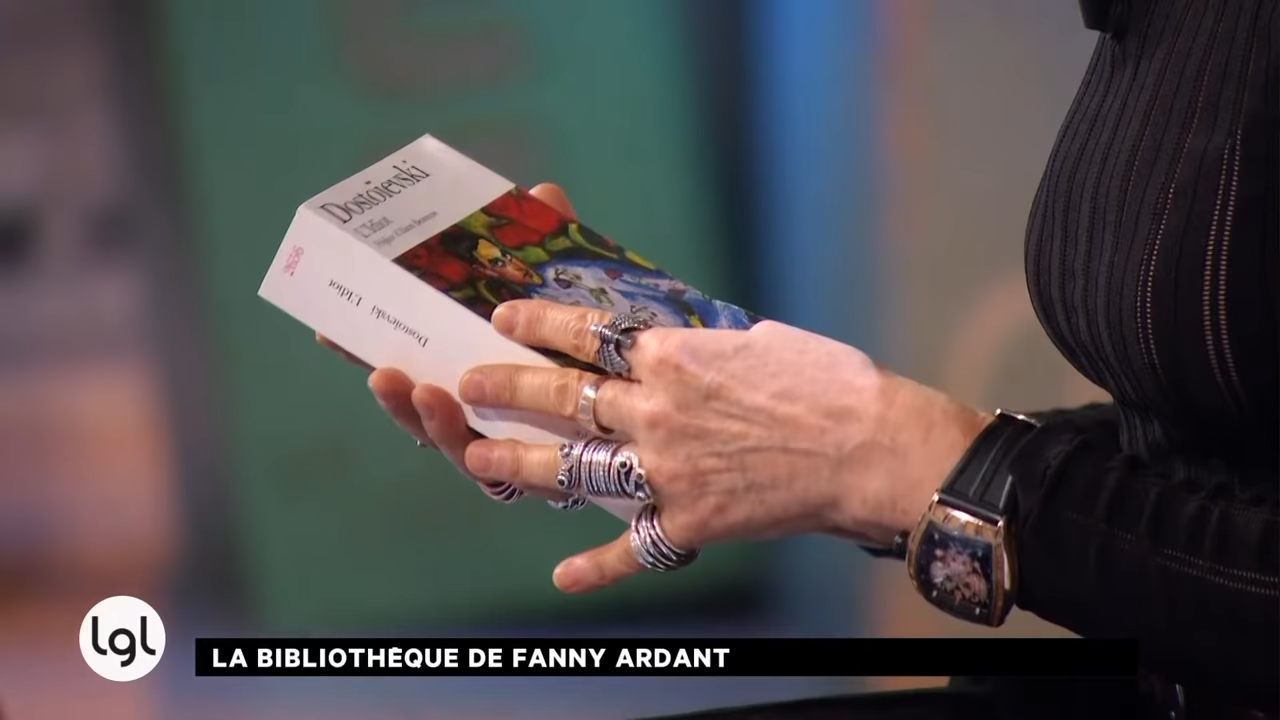 Dostoïevski
L'Idiot
Dostoïevski L'Idiot
lgl
LA BIBLIOTHÈQUE DE FANNY ARDANT